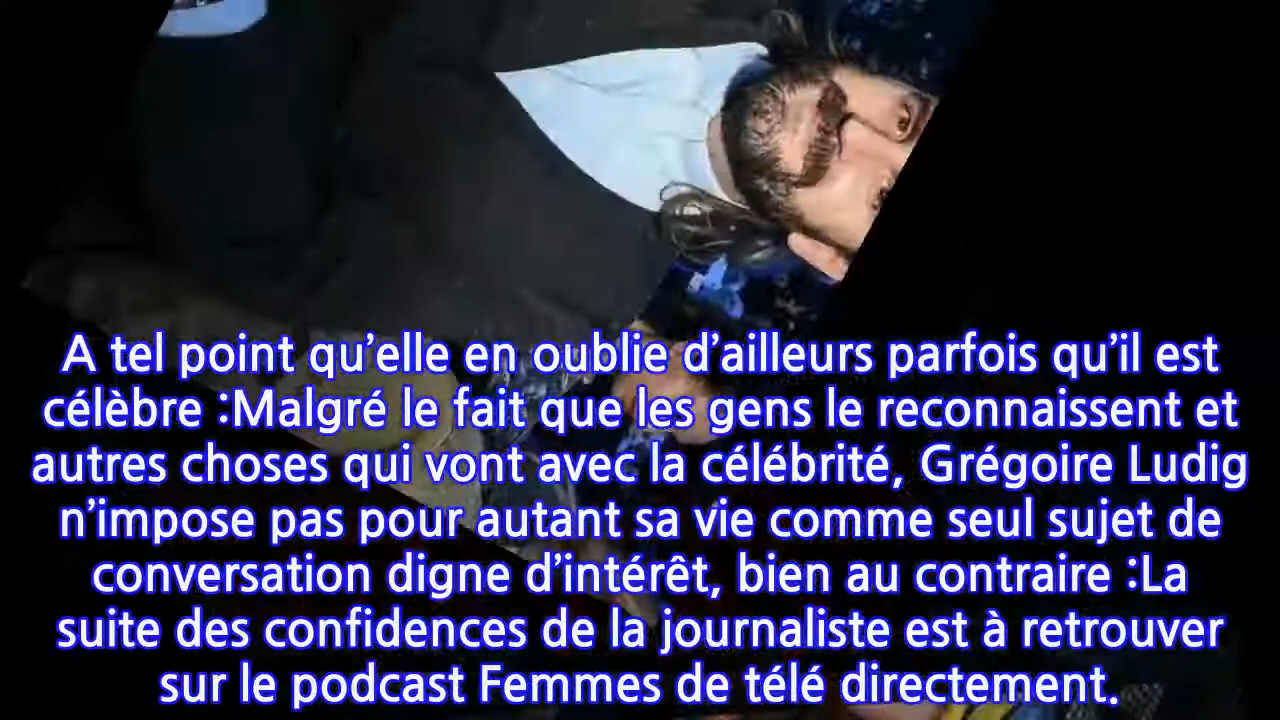 A tel point qu’elle en oublie d’ailleurs parfois qu’il est
célèbre :Malgré le fait que les gens le reconnaissent et
autres choses qui vont avec la célébrité, Grégoire Ludig
n’impose pas pour autant sa vie comme seul sujet de
conversation digne d’intérêt, bien au contraire :La
suite des confidences de la journaliste est à retrouver
sur le podcast Femmes de télé directement.